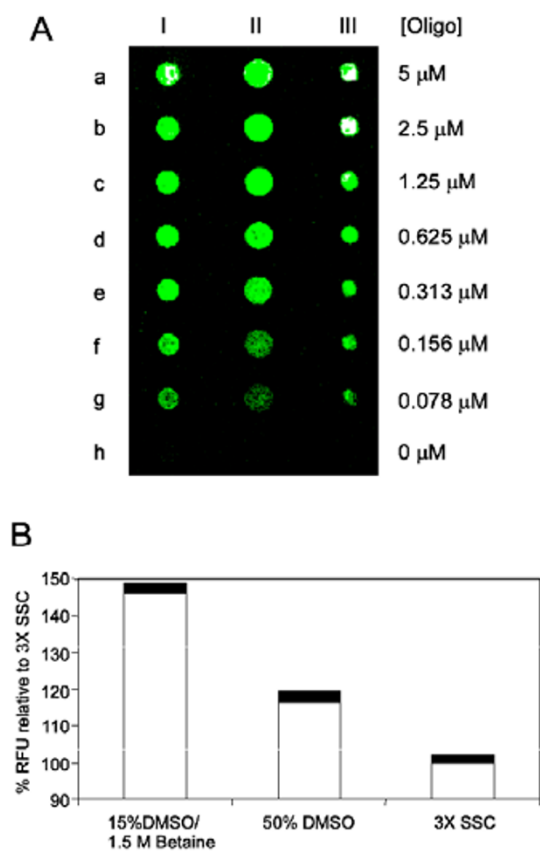 A
I II III [Oligo]
a 5 μM
b 2.5 μM
c 1.25 μM
d 0.625 μM
e 0.313 μM
f 0.156 μM
g 0.078 μM
h 0 μM
B
% RFU relative to 3X SSC
150
140
130
120
110
100
90
15%DMSO/ 50% DMSO 3X SSC
1.5 M Betaine